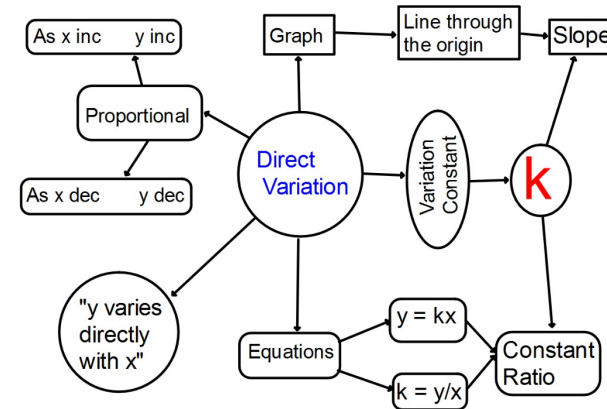 As x inc y inc
Graph
Line through
the origin
Slope
Proportional
Direct
Variation
Variation
Constant
k
As x dec y dec
"y varies
directly
with x"
Equations
y = kx
k = y/x
Constant
Ratio